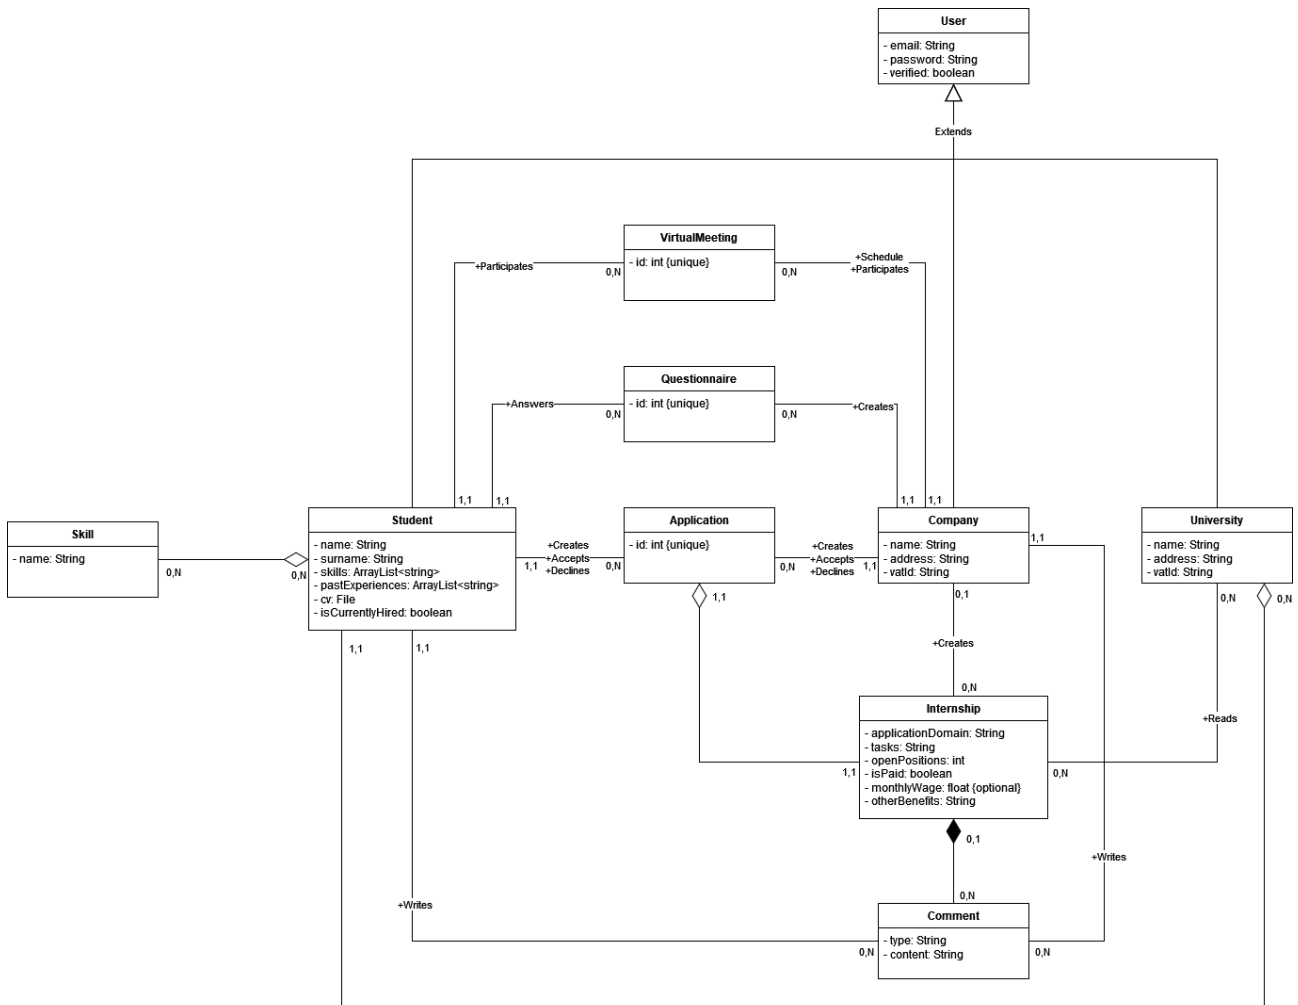 User
- email: String
- password: String
- verified: boolean
Extends
VirtualMeeting
- id: int {unique}
+Participates
0,N
0,N
+Schedule
+Participates
Questionnaire
- id: int {unique}
+Answers
0,N
0,N
+Creates
1,1
1,1
1,1
1,1
Skill
- name: String
0,N
0,N
Student
- name: String
- surname: String
- skills: ArrayList<string>
- pastExperiences: ArrayList<string>
- cv: File
- isCurrentlyHired: boolean
+Creates
+Accepts
+Declines
1,1
0,N
Application
- id: int {unique}
+Creates
+Accepts
+Declines
0,N
1,1
Company
- name: String
- address: String
- vatId: String
1,1
University
- name: String
- address: String
- vatId: String
1,1
0,1
0,N
0,N
+Creates
1,1
1,1
0,N
Internship
- applicationDomain: String
- tasks: String
- openPositions: int
- isPaid: boolean
- monthlyWage: float {optional}
- otherBenefits: String
+Reads
1,1
0,N
0,1
+Writes
0,N
+Writes
Comment
- type: String
- content: String
0,N
0,N